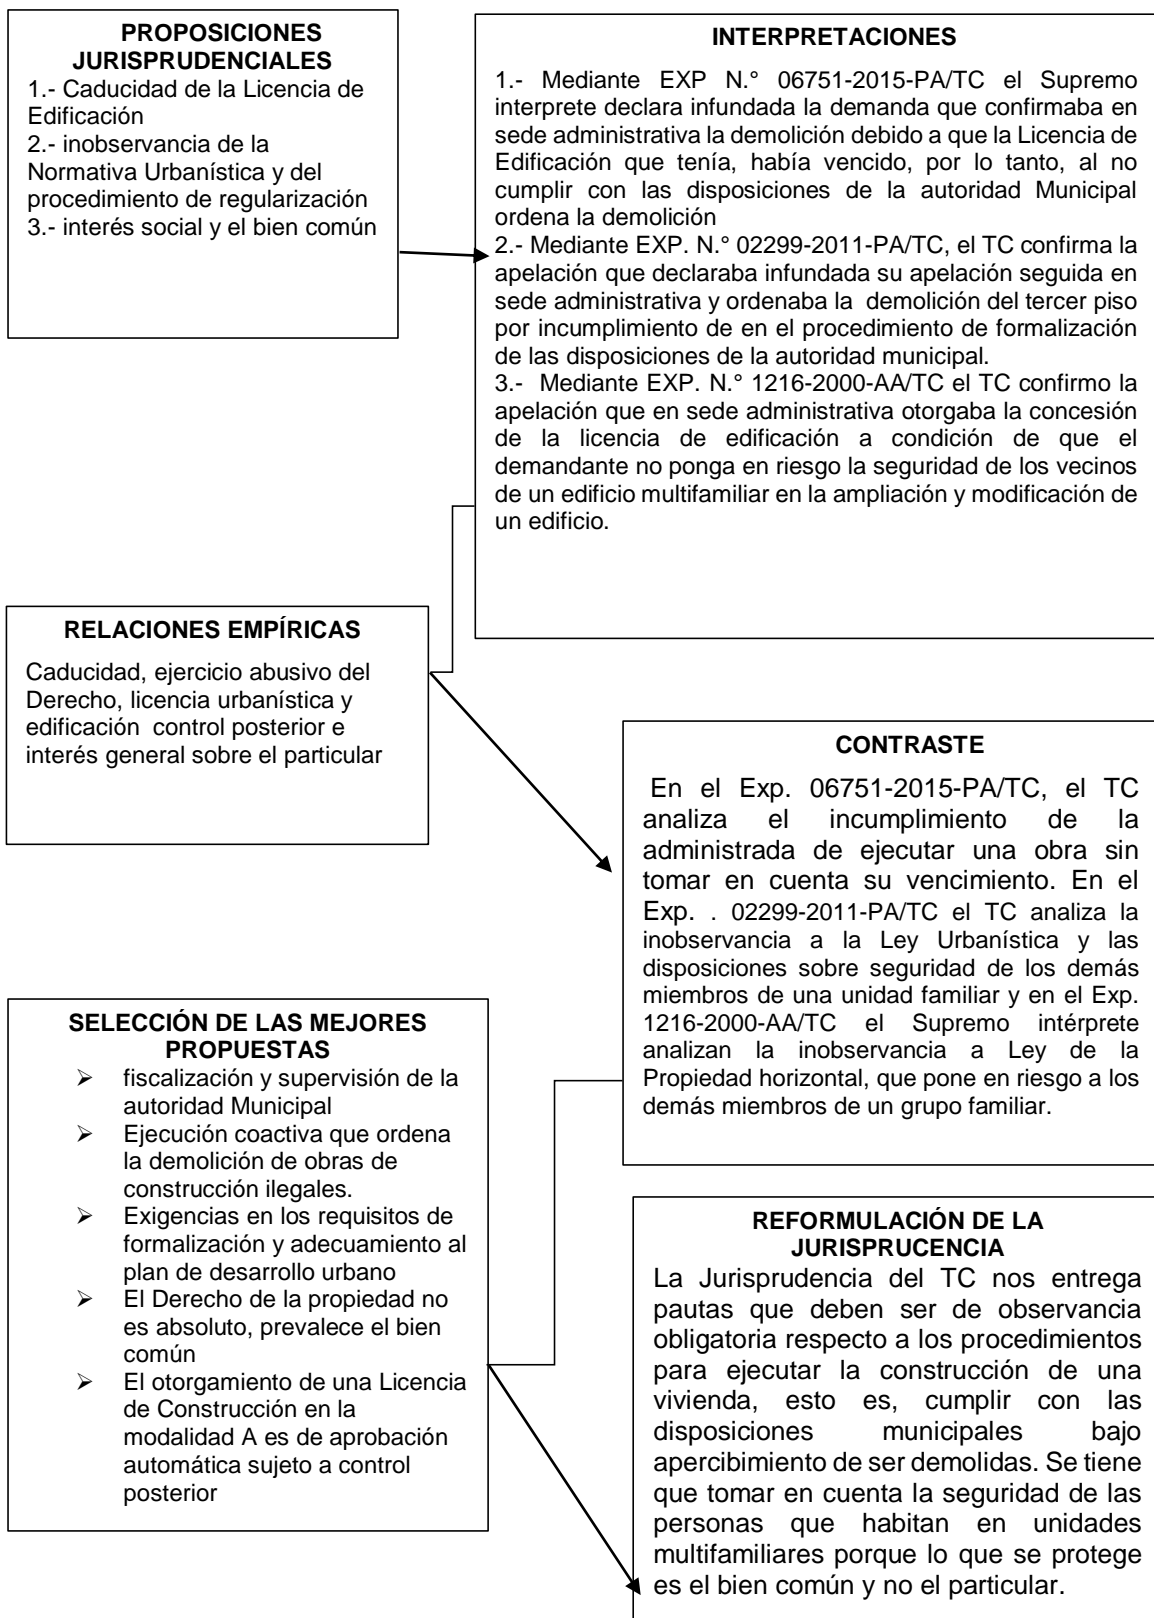 PROPOSICIONES
JURISPRUDENCIALES
1.- Caducidad de la Licencia de
Edificación
2.- inobservancia de la
Normativa Urbanística y del
procedimiento de regularización
3.- interés social y el bien común
INTERPRETACIONES
1.- Mediante EXP N.° 06751-2015-PA/TC el Supremo
interprete declara infundada la demanda que confirmaba en
sede administrativa la demolición debido a que la Licencia de
Edificación que tenía, había vencido, por lo tanto, al no
cumplir con las disposiciones de la autoridad Municipal
ordena la demolición
2.- Mediante EXP. N.° 02299-2011-PA/TC, el TC confirma la
apelación que declaraba infundada su apelación seguida en
sede administrativa y ordenaba la demolición del tercer piso
por incumplimiento de en el procedimiento de formalización
de las disposiciones de la autoridad municipal.
3.- Mediante EXP. N.° 1216-2000-AA/TC el TC confirmo la
apelación que en sede administrativa otorgaba la concesión
de la licencia de edificación a condición de que el
demandante no ponga en riesgo la seguridad de los vecinos
de un edificio multifamiliar en la ampliación y modificación de
un edificio.
RELACIONES EMPÍRICAS
Caducidad, ejercicio abusivo del
Derecho, licencia urbanística y
edificación control posterior e
interés general sobre el particular
CONTRASTE
En el Exp. 06751-2015-PA/TC, el TC
analiza el incumplimiento de la
administrada de ejecutar una obra sin
tomar en cuenta su vencimiento. En el
Exp. . 02299-2011-PA/TC el TC analiza la
inobservancia a la Ley Urbanística y las
disposiciones sobre seguridad de los demás
miembros de una unidad familiar y en el Exp.
1216-2000-AA/TC el Supremo intérprete
analizan la inobservancia a Ley de la
Propiedad horizontal, que pone en riesgo a los
demás miembros de un grupo familiar.
SELECCIÓN DE LAS MEJORES
PROPUESTAS
➢ fiscalización y supervisión de la
autoridad Municipal
➢ Ejecución coactiva que ordena
la demolición de obras de
construcción ilegales.
➢ Exigencias en los requisitos de
formalización y adecuamiento al
plan de desarrollo urbano
➢ El Derecho de la propiedad no
es absoluto, prevalece el bien
común
➢ El otorgamiento de una Licencia
de Construcción en la
modalidad A es de aprobación
automática sujeto a control
posterior
REFORMULACIÓN DE LA
JURISPRUCENCIA
La Jurisprudencia del TC nos entrega
pautas que deben ser de observancia
obligatoria respecto a los procedimientos
para ejecutar la construcción de una
vivienda, esto es, cumplir con las
disposiciones municipales bajo
apercibimiento de ser demolidas. Se tiene
que tomar en cuenta la seguridad de las
personas que habitan en unidades
multifamiliares porque lo que se protege
es el bien común y no el particular.